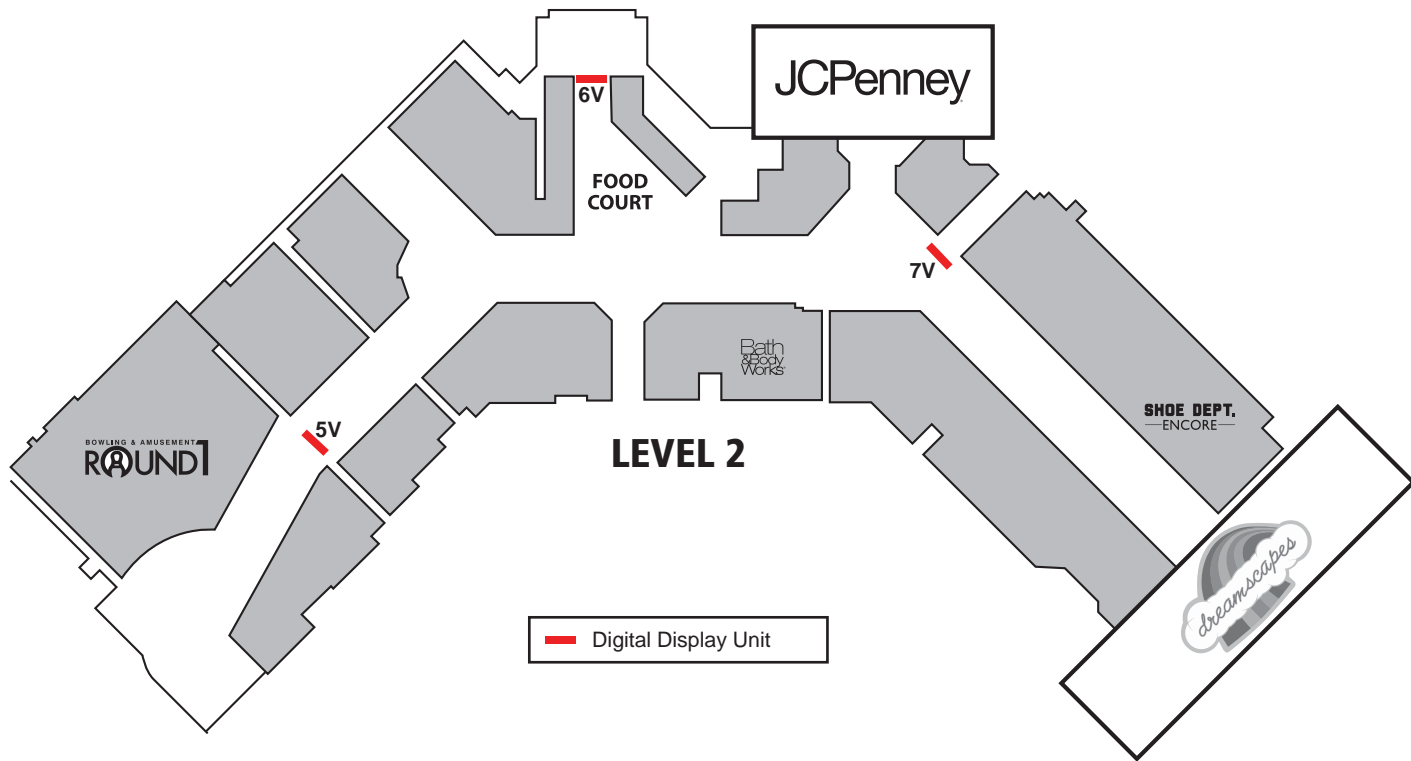 JCPenney
6V
FOOD
COURT
7V
Bath
&Body
Works
SHOE DEPT.
ENCORE
5V
BOWLING & AMUSEMENT
ROUND1
LEVEL 2
dreamscapes
Digital Display Unit